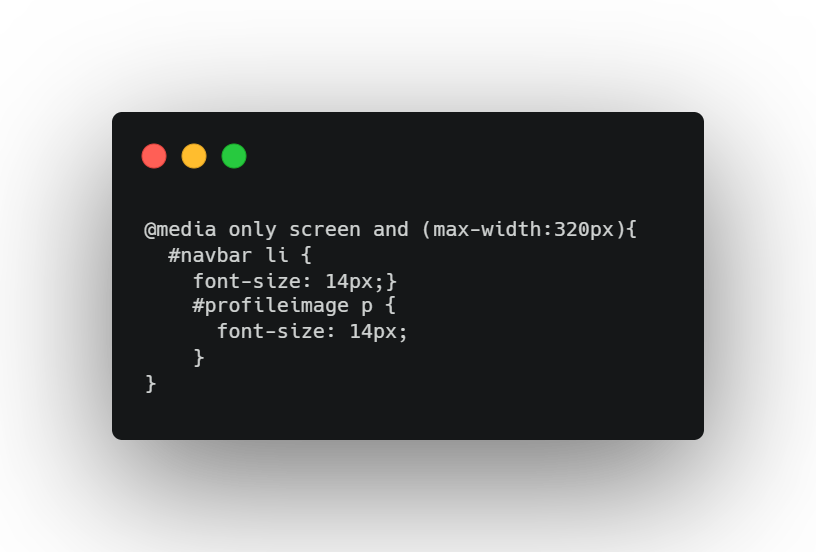 @media only screen and (max-width:320px){
  #navbar li {
    font-size: 14px;}
    #profileimage p {
      font-size: 14px;
    }
}